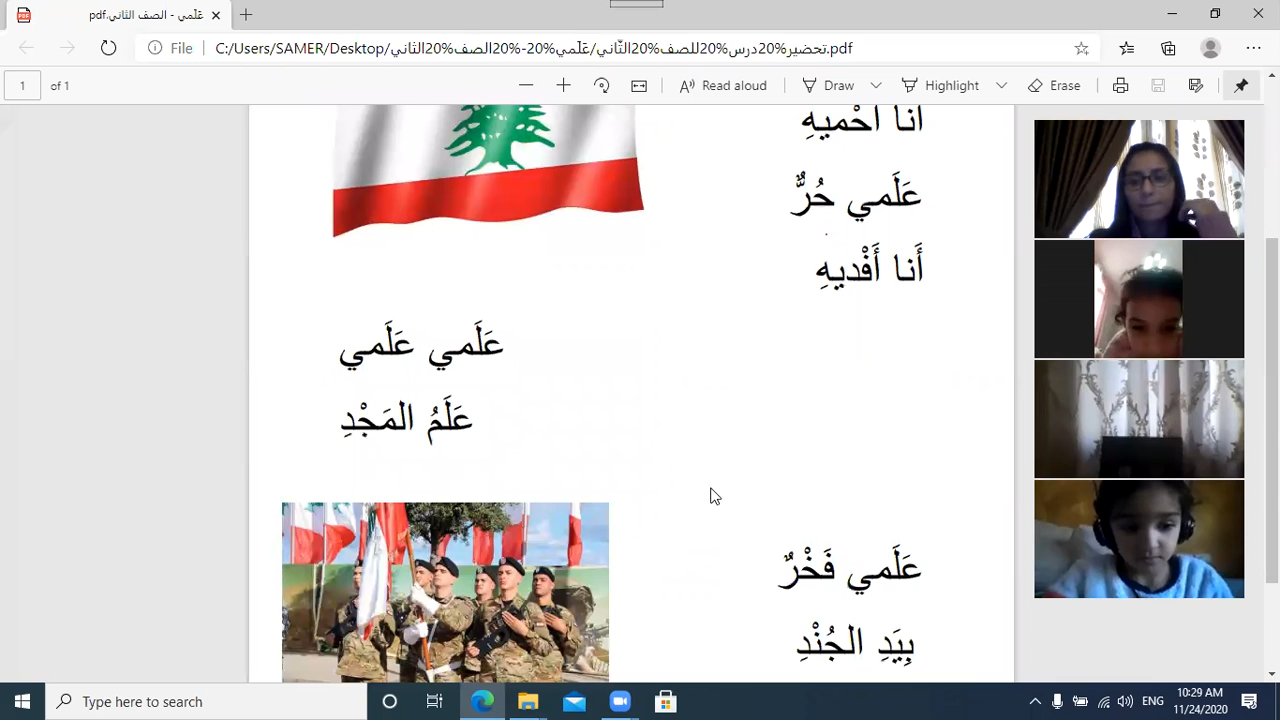 عَلَمي - الصف الثاني.pdf
File
C:/Users/SAMER/Desktop/تحضير%20درس%20للصف%20الثّاني/عَلَمي%20-%20الصف%20الثاني.pdf
1 of 1
Read aloud
Draw
Highlight
Erase
أنا أَحْميهِ
عَلَمي حُرٌّ
أَنا أَفْديهِ
عَلَمي عَلَمي
عَلَمُ المَجْدِ
عَلَمي فَخْرٌ
بِيَدِ الجُنْدِ
Type here to search
ENG
10:29 AM
11/24/2020